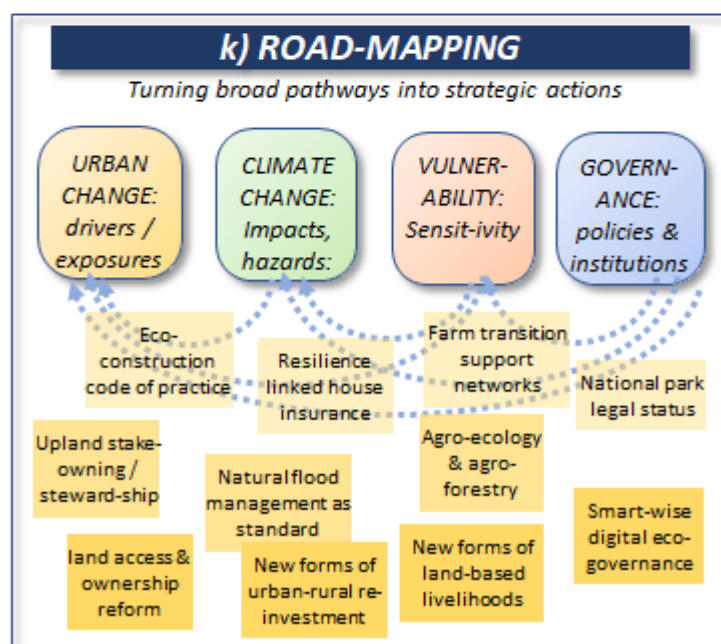 k) ROAD-MAPPING
Turning broad pathways into strategic actions
URBAN
CHANGE:
drivers /
exposures
CLIMATE
CHANGE:
Impacts,
hazards:
VULNER-
ABILITY:
Sensit-ivity
GOVERN-
ANCE:
policies &
institutions
Eco-
construction
code of practice
Resilience
linked house
insurance
Farm transition
support
networks
National park
legal status
Upland stake-
owning /
steward-ship
Natural flood
management as
standard
Agro-ecology
& agro-
forestry
Smart-wise
digital eco-
governance
land access &
ownership
reform
New forms of
urban-rural re-
investment
New forms of
land-based
livelihoods